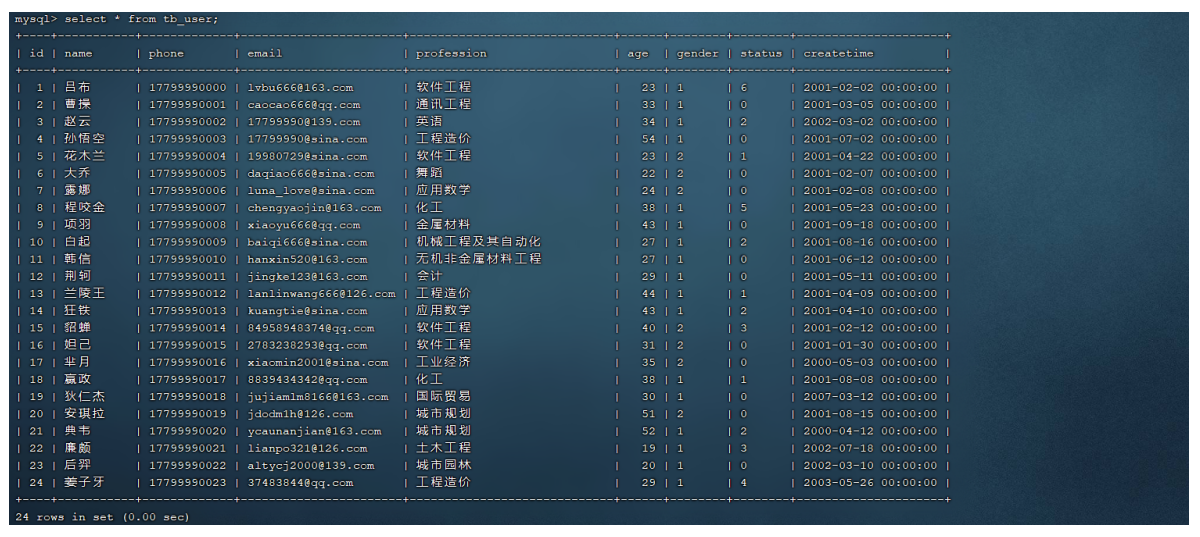 mysql> select * from tb_user;
+----+-----------+-------------+-----------------------+-----------------------------+------+--------+--------+---------------------+
| id | name | phone | email | profession | age | gender | status | createtime |
+----+-----------+-------------+-----------------------+-----------------------------+------+--------+--------+---------------------+
| 1 | 吕布 | 17799990000 | lvbu666@163.com | 软件工程 | 23 | 1 | 6 | 2001-02-02 00:00:00 |
| 2 | 曹操 | 17799990001 | caocao666@qq.com | 通讯工程 | 33 | 1 | 0 | 2001-03-05 00:00:00 |
| 3 | 赵云 | 17799990002 | 17799990@139.com | 英语 | 34 | 1 | 2 | 2002-03-02 00:00:00 |
| 4 | 孙悟空 | 17799990003 | 17799990@sina.com | 工程造价 | 54 | 1 | 0 | 2001-07-02 00:00:00 |
| 5 | 花木兰 | 17799990004 | 19980729@sina.com | 软件工程 | 23 | 2 | 1 | 2001-04-22 00:00:00 |
| 6 | 大乔 | 17799990005 | daqiao666@sina.com | 舞蹈 | 22 | 2 | 0 | 2001-02-07 00:00:00 |
| 7 | 露娜 | 17799990006 | luna_love@sina.com | 应用数学 | 24 | 2 | 0 | 2001-02-08 00:00:00 |
| 8 | 程咬金 | 17799990007 | chengyaojin@163.com | 化工 | 38 | 1 | 5 | 2001-05-23 00:00:00 |
| 9 | 项羽 | 17799990008 | xiaoyu666@qq.com | 金属材料 | 43 | 1 | 0 | 2001-09-18 00:00:00 |
| 10 | 白起 | 17799990009 | baiqi666@sina.com | 机械工程及其自动化 | 27 | 1 | 2 | 2001-08-16 00:00:00 |
| 11 | 韩信 | 17799990010 | hanxin520@163.com | 无机非金属材料工程 | 27 | 1 | 0 | 2001-06-12 00:00:00 |
| 12 | 荆轲 | 17799990011 | jingke123@163.com | 会计 | 29 | 1 | 0 | 2001-05-11 00:00:00 |
| 13 | 兰陵王 | 17799990012 | lanlinwang666@126.com | 工程造价 | 44 | 1 | 1 | 2001-04-09 00:00:00 |
| 14 | 狂铁 | 17799990013 | kuangtie@sina.com | 应用数学 | 43 | 1 | 2 | 2001-04-10 00:00:00 |
| 15 | 貂蝉 | 17799990014 | 84958948374@qq.com | 软件工程 | 40 | 2 | 3 | 2001-02-12 00:00:00 |
| 16 | 妲己 | 17799990015 | 2783238293@qq.com | 软件工程 | 31 | 2 | 0 | 2001-01-30 00:00:00 |
| 17 | 芈月 | 17799990016 | xiaomin2001@sina.com | 工业经济 | 35 | 2 | 0 | 2000-05-03 00:00:00 |
| 18 | 嬴政 | 17799990017 | 8839434342@qq.com | 化工 | 38 | 1 | 1 | 2001-08-08 00:00:00 |
| 19 | 狄仁杰 | 17799990018 | jujiamlm8166@163.com | 国际贸易 | 30 | 1 | 0 | 2007-03-12 00:00:00 |
| 20 | 安琪拉 | 17799990019 | jdodm1h@126.com | 城市规划 | 51 | 2 | 0 | 2001-08-15 00:00:00 |
| 21 | 典韦 | 17799990020 | ycaunanjian@163.com | 城市规划 | 52 | 1 | 2 | 2000-04-12 00:00:00 |
| 22 | 廉颇 | 17799990021 | lianpo321@126.com | 土木工程 | 19 | 1 | 3 | 2002-07-18 00:00:00 |
| 23 | 后羿 | 17799990022 | altycj2000@139.com | 城市园林 | 20 | 1 | 0 | 2002-03-10 00:00:00 |
| 24 | 姜子牙 | 17799990023 | 37483844@qq.com | 工程造价 | 29 | 1 | 4 | 2003-05-26 00:00:00 |
+----+-----------+-------------+-----------------------+-----------------------------+------+--------+--------+---------------------+
24 rows in set (0.00 sec)